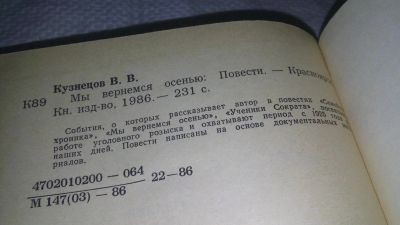 Кузнецов В. В.
К89 Мы вернемся осенью: Повести. — Красноярск:
Кн. изд-во. 1986.— 231 с.
События, о которых рассказывает автор в повестях «Семейная
хроника», «Мы вернемся осенью», «Ученики Сократа»,
работе уголовного розыска и охватывают период с
наших дней. Повести написаны на основе документальных
риалов.
4702010200 — 064
М 147(03) — 86
22—86